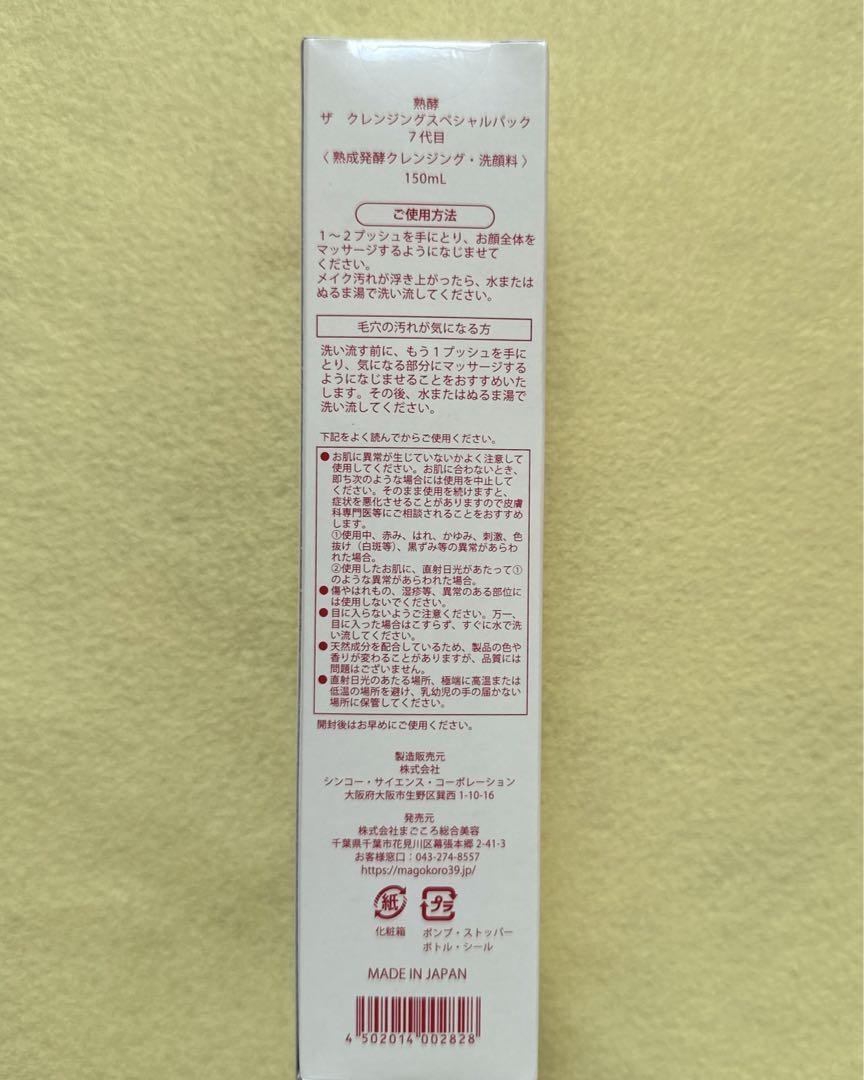 熟酵
ザ　クレンジングスペシャルパック
7代目
〈 熟成発酵クレンジング・洗顔料 〉
150mL
ご使用方法
1～2プッシュを手にとり、お顔全体を
マッサージするようになじませて
ください。
メイク汚れが浮き上がったら、水または
ぬるま湯で洗い流してください。
毛穴の汚れが気になる方
洗い流す前に、もう1プッシュを手に
とり、気になる部分にマッサージする
ようになじませることをおすすめいた
します。その後、水またはぬるま湯で
洗い流してください。
下記をよく読んでからご使用ください。
●お肌に異常が生じていないかよく注意して
使用してください。お肌に合わないとき、
即ち次のような場合には使用を中止して
ください。そのまま使用を続けますと、
症状を悪化させることがありますので皮膚
科専門医等にご相談されることをおすすめ
します。
①使用中、赤み、はれ、かゆみ、刺激、色
抜け（白斑等）、黒ずみ等の異常があらわ
れた場合。
②使用したお肌に、直射日光があたって①
のような異常があらわれた場合。
●傷やはれもの、湿疹等、異常のある部位に
は使用しないでください。
●目に入らないようご注意ください。万一、
目に入った場合はこすらず、すぐに水で洗
い流してください。
●天然成分を配合しているため、製品の色や
香りが変わることがありますが、品質には
問題はございません。
●直射日光のあたる場所、極端に高温または
低温の場所を避け、乳幼児の手の届かない
場所に保管してください。
開封後はお早めにご使用ください。
製造販売元
株式会社
シンコー・サイエンス・コーポレーション
大阪府大阪市生野区巽西 1-10-16
発売元
株式会社まごころ総合美容
千葉県千葉市花見川区幕張本郷 2-41-3
お客様窓口：043-274-8557
https://magokoro39.jp/
紙 プラ
化粧箱 ポンプ・ストッパー
ボトル・シール
MADE IN JAPAN
4 502014 002828